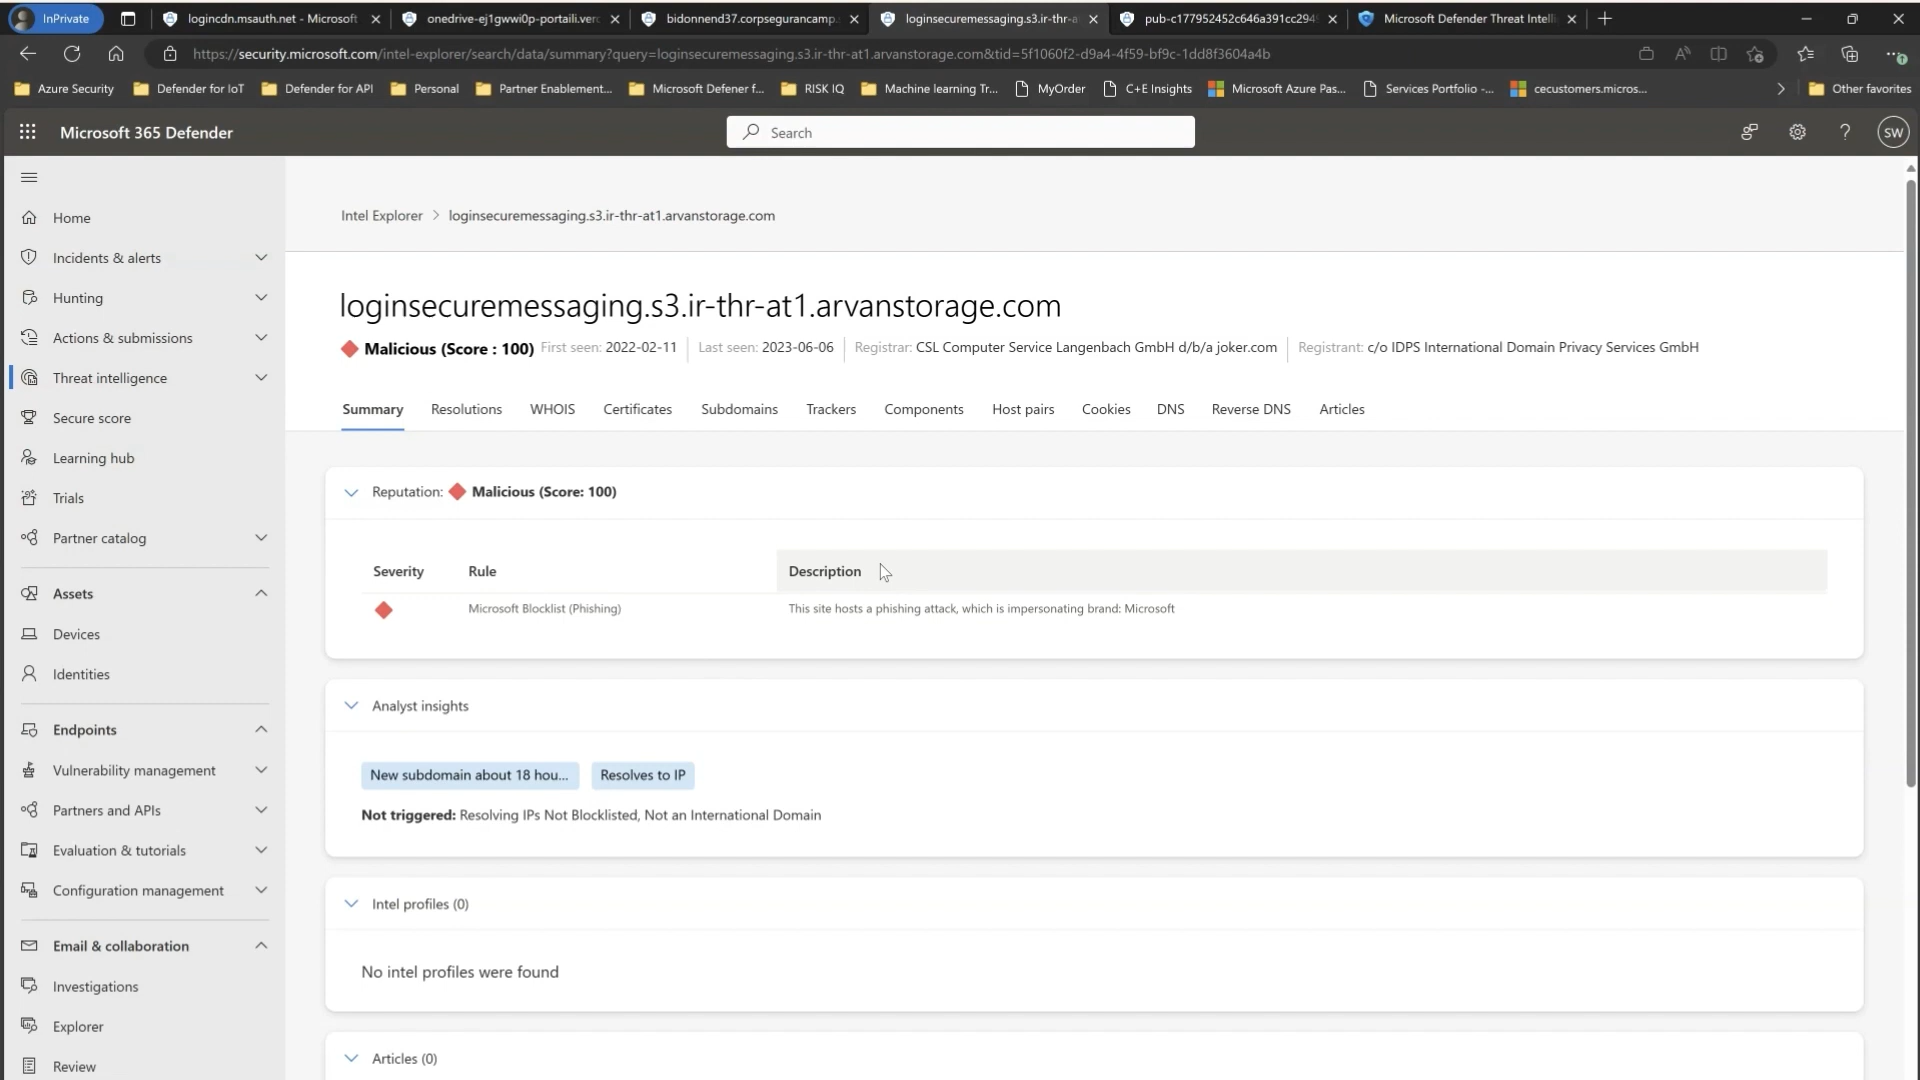 InPrivate
logincdn.msauth.net - Microsoft
onedrive-ej1gwwi0p-portaili.verc
bidonnend37.corpsegurancamp.
loginsecuremessaging.s3.ir-thr-a
pub-c177952452c646a391cc294
Microsoft Defender Threat Intelli
https://security.microsoft.com/intel-explorer/search/data/summary?query=loginsecuremessaging.s3.ir-thr-at1.arvanstorage.com&tid=5f1060f2-d9a4-4f59-bf9c-1dd8f3604a4b
Azure Security
Defender for IoT
Defender for API
Personal
Partner Enablement...
Microsoft Defener f...
RISK IQ
Machine learning Tr...
MyOrder
C+E Insights
Microsoft Azure Pas...
Services Portfolio -...
cecustomers.micros...
Other favorites
Microsoft 365 Defender
Search
SW
Home
Incidents & alerts
Hunting
Actions & submissions
Threat intelligence
Secure score
Learning hub
Trials
Partner catalog
Assets
Devices
Identities
Endpoints
Vulnerability management
Partners and APIs
Evaluation & tutorials
Configuration management
Email & collaboration
Investigations
Explorer
Review
Intel Explorer > loginsecuremessaging.s3.ir-thr-at1.arvanstorage.com
loginsecuremessaging.s3.ir-thr-at1.arvanstorage.com
Malicious (Score : 100) First seen: 2022-02-11 Last seen: 2023-06-06 Registrar: CSL Computer Service Langenbach GmbH d/b/a joker.com Registrant: c/o IDPS International Domain Privacy Services GmbH
Summary Resolutions WHOIS Certificates Subdomains Trackers Components Host pairs Cookies DNS Reverse DNS Articles
Reputation: Malicious (Score: 100)
Severity Rule Description
Microsoft Blocklist (Phishing) This site hosts a phishing attack, which is impersonating brand: Microsoft
Analyst insights
New subdomain about 18 hou... Resolves to IP
Not triggered: Resolving IPs Not Blocklisted, Not an International Domain
Intel profiles (0)
No intel profiles were found
Articles (0)